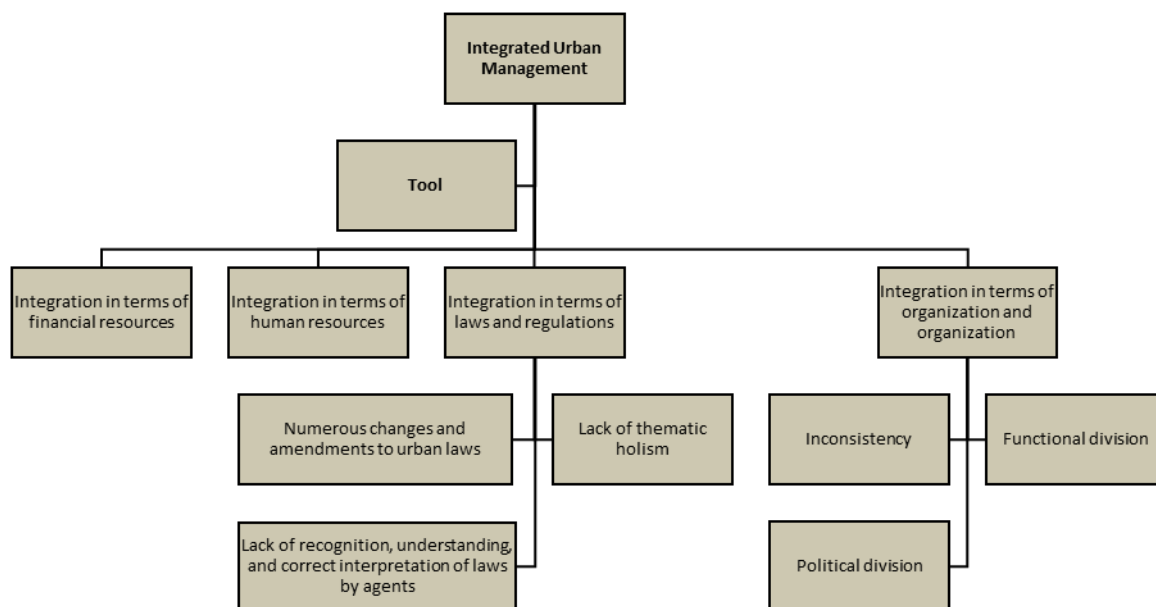 Integrated Urban
Management
Tool
Integration in terms of
financial resources
Integration in terms of
human resources
Integration in terms of
laws and regulations
Integration in terms of
organization and
organization
Numerous changes and
amendments to urban laws
Lack of thematic
holism
Inconsistency
Functional division
Lack of recognition, understanding,
and correct interpretation of laws
by agents
Political division